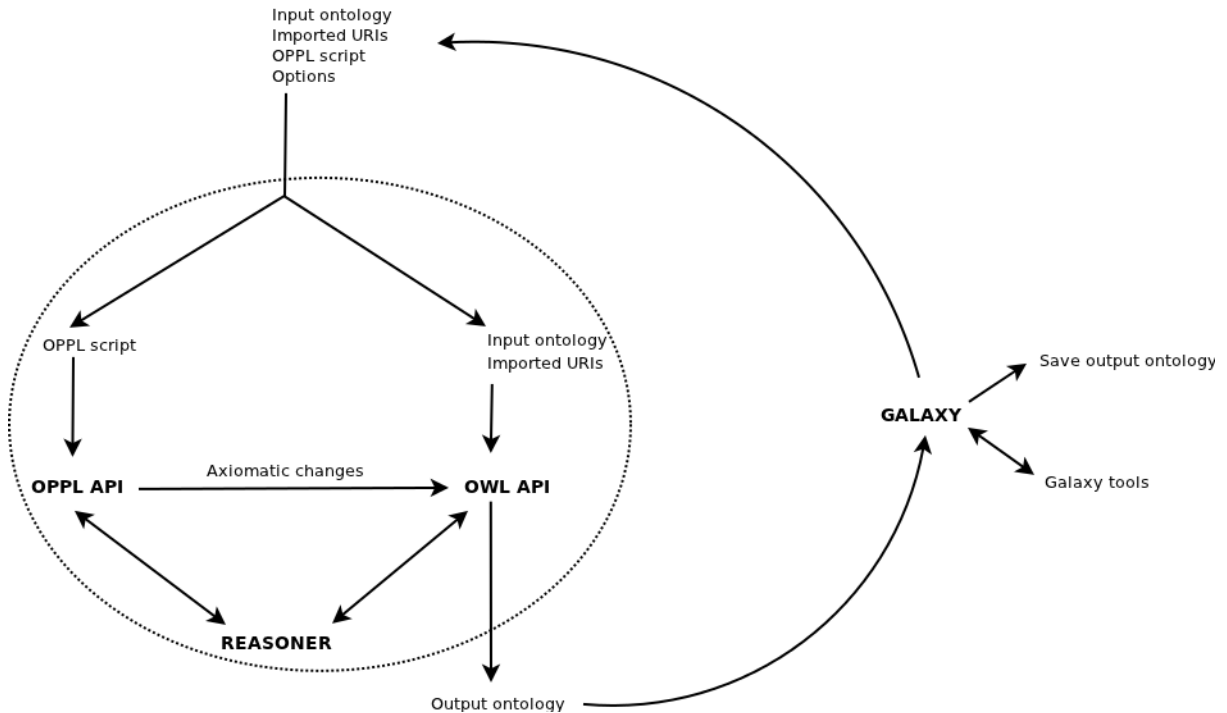 Input ontology
Imported URIs
OPPL script
Options
OPPL script
Input ontology
Imported URIs
Save output ontology
GALAXY
Galaxy tools
Axiomatic changes
OPPL API
OWL API
REASONER
Output ontology